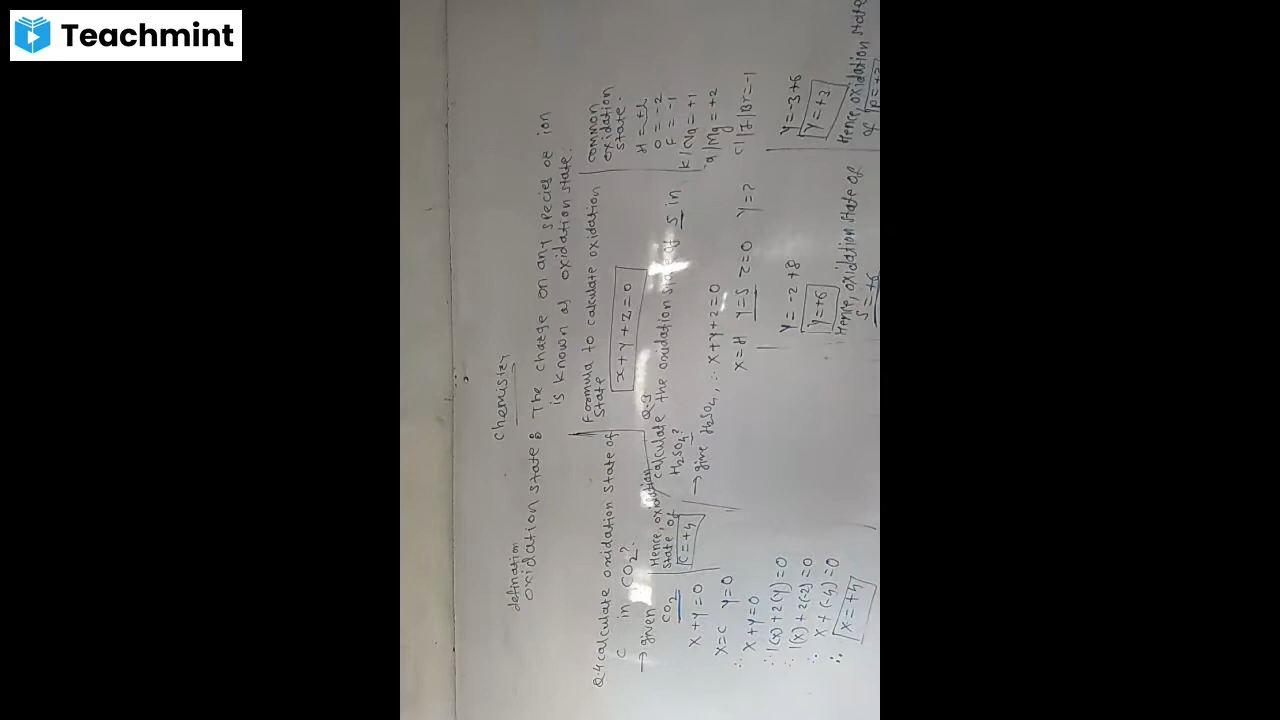 Teachmint
Chemistry
defination
oxidation state : The charge on any species or ion
is known as oxidation state.
Q.4 calculate oxidation state of
C in CO2?
→ given
CO2
x + y = 0
x = C y = 0
∴ x + y = 0
∴ 1(x) + 2(y) = 0
∴ 1(x) + 2(-2) = 0
∴ x + (-4) = 0
∴ x = +4
Hence, oxidation
state of
C = +4
Formula to calculate oxidation
state
x + y + z = 0
common
oxidation
state.
O = -2
F = -1
K/Na = +1
/Mg = +2
Cl/I/Br = -1
Q.3
calculate the oxidation state of S in
H2SO4?
→ give H2SO4, ∴ x + y + z = 0
x = H y = S z = 0 y = ?
y = -2 + 8
y = +6
Hence, oxidation state of
S = +6
y = -3 + 6
y = +3
Hence, oxidation state
of